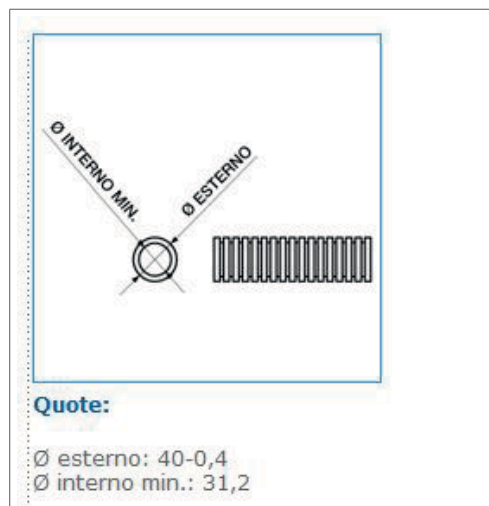 Ø INTERNO MIN.
Ø ESTERNO
Quote:
Ø esterno: 40-0,4
Ø interno min.: 31,2